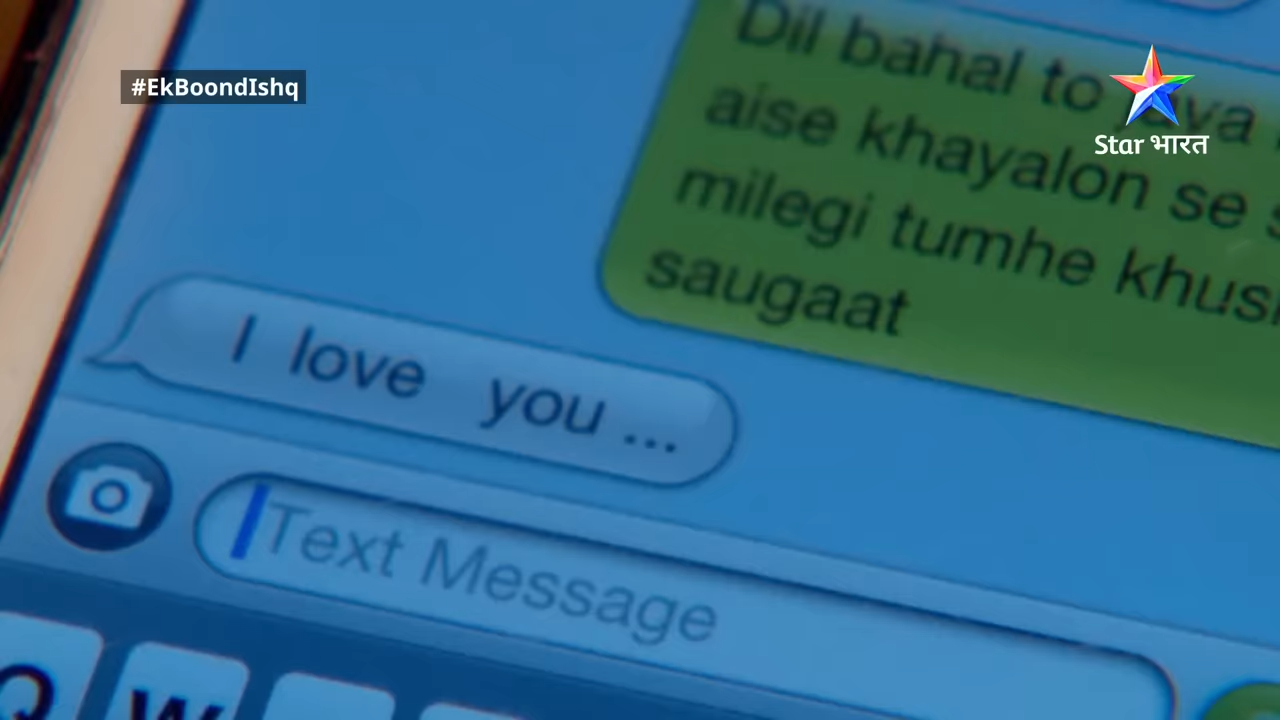 #EkBoondIshq
Star भारत
Dil bahal to
aise khayalon se
milegi tumhe
saugaat
I love you ...
Text Message
Q W